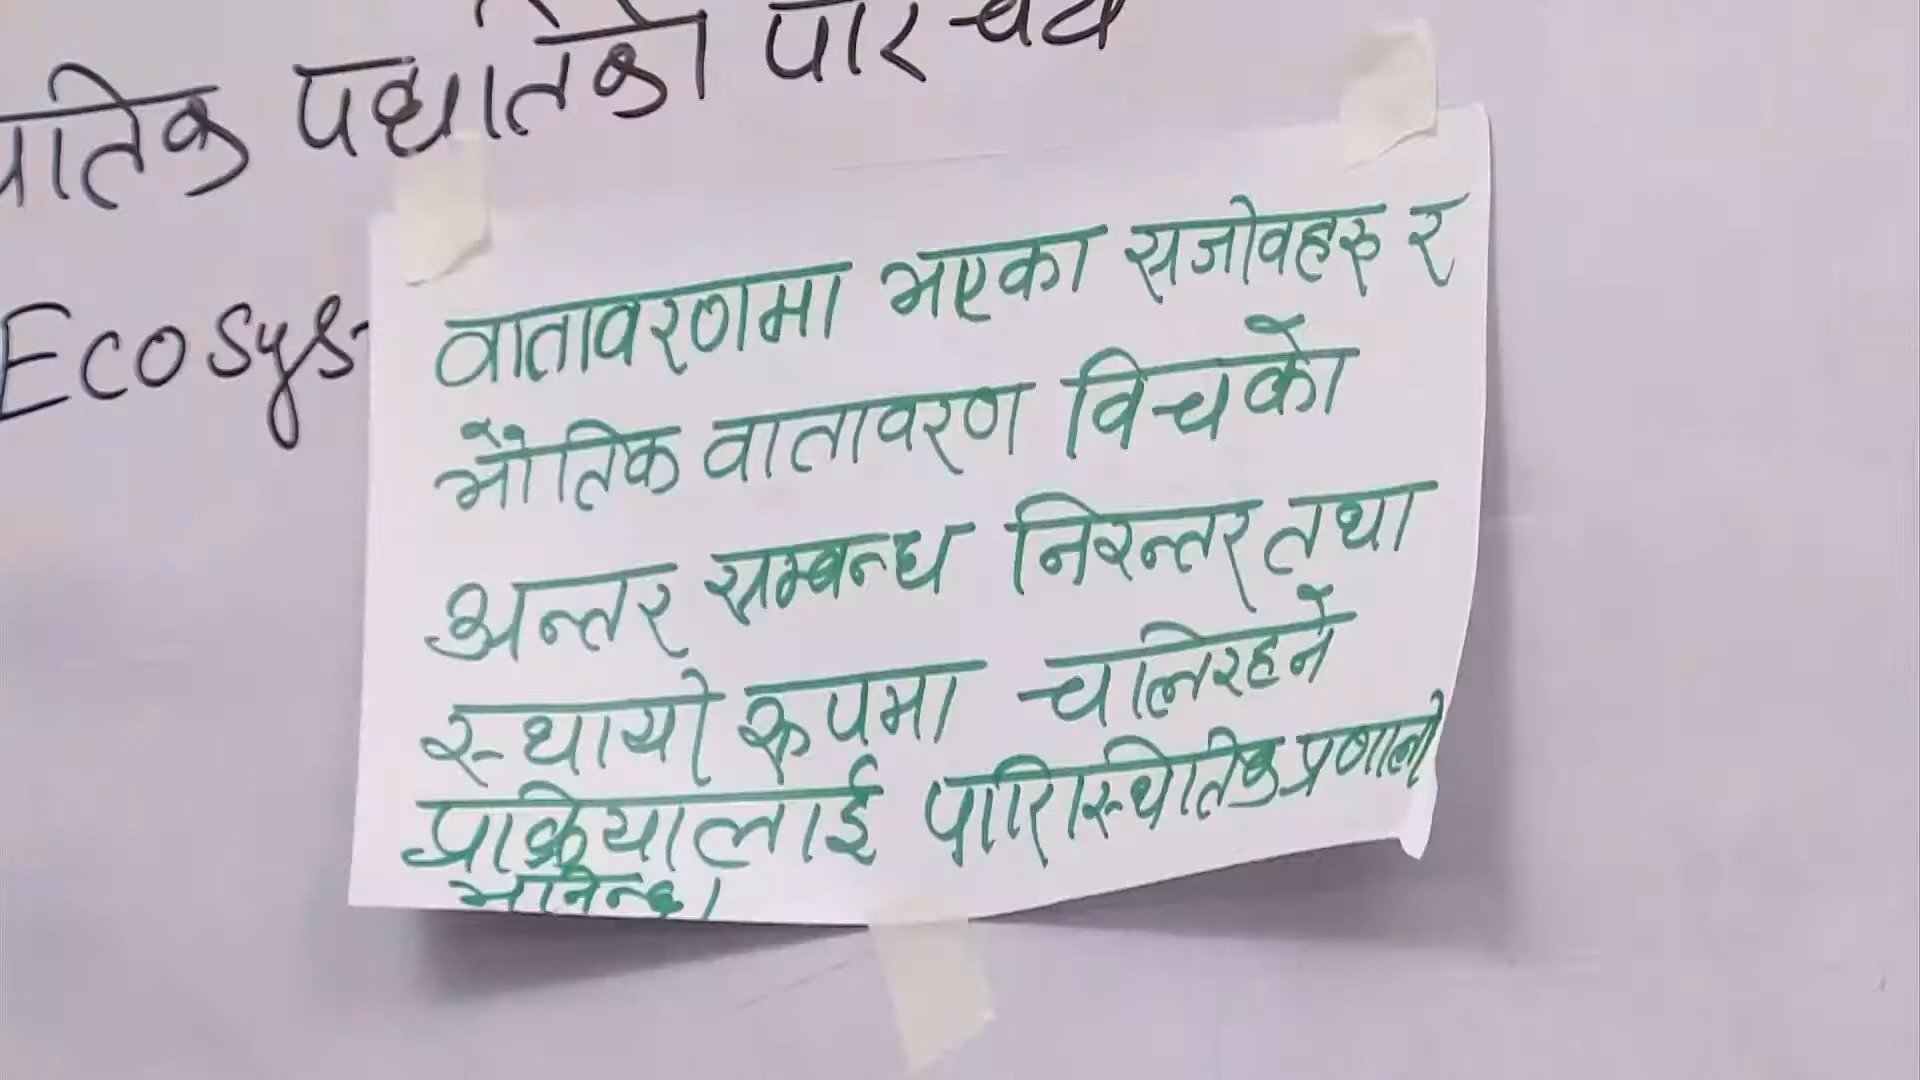 पद्धतिको परिचय
Ecosys
वातावरणमा भएका सजीवहरु र
भौतिक वातावरण विचको
अन्तर सम्बन्ध निरन्तर तथा
स्थायी रूपमा चलिरहने
प्रक्रियालाई पारिस्थितिक प्रणाली
भनिन्छ।